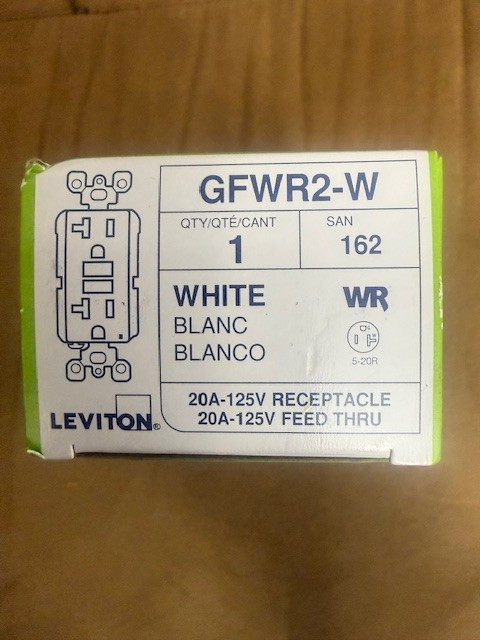 GFWR2-W
QTY/QTÉ/CANT
1
SAN
162
WHITE
BLANC
BLANCO
WR
5-20R
20A-125V RECEPTACLE
20A-125V FEED THRU
LEVITON®